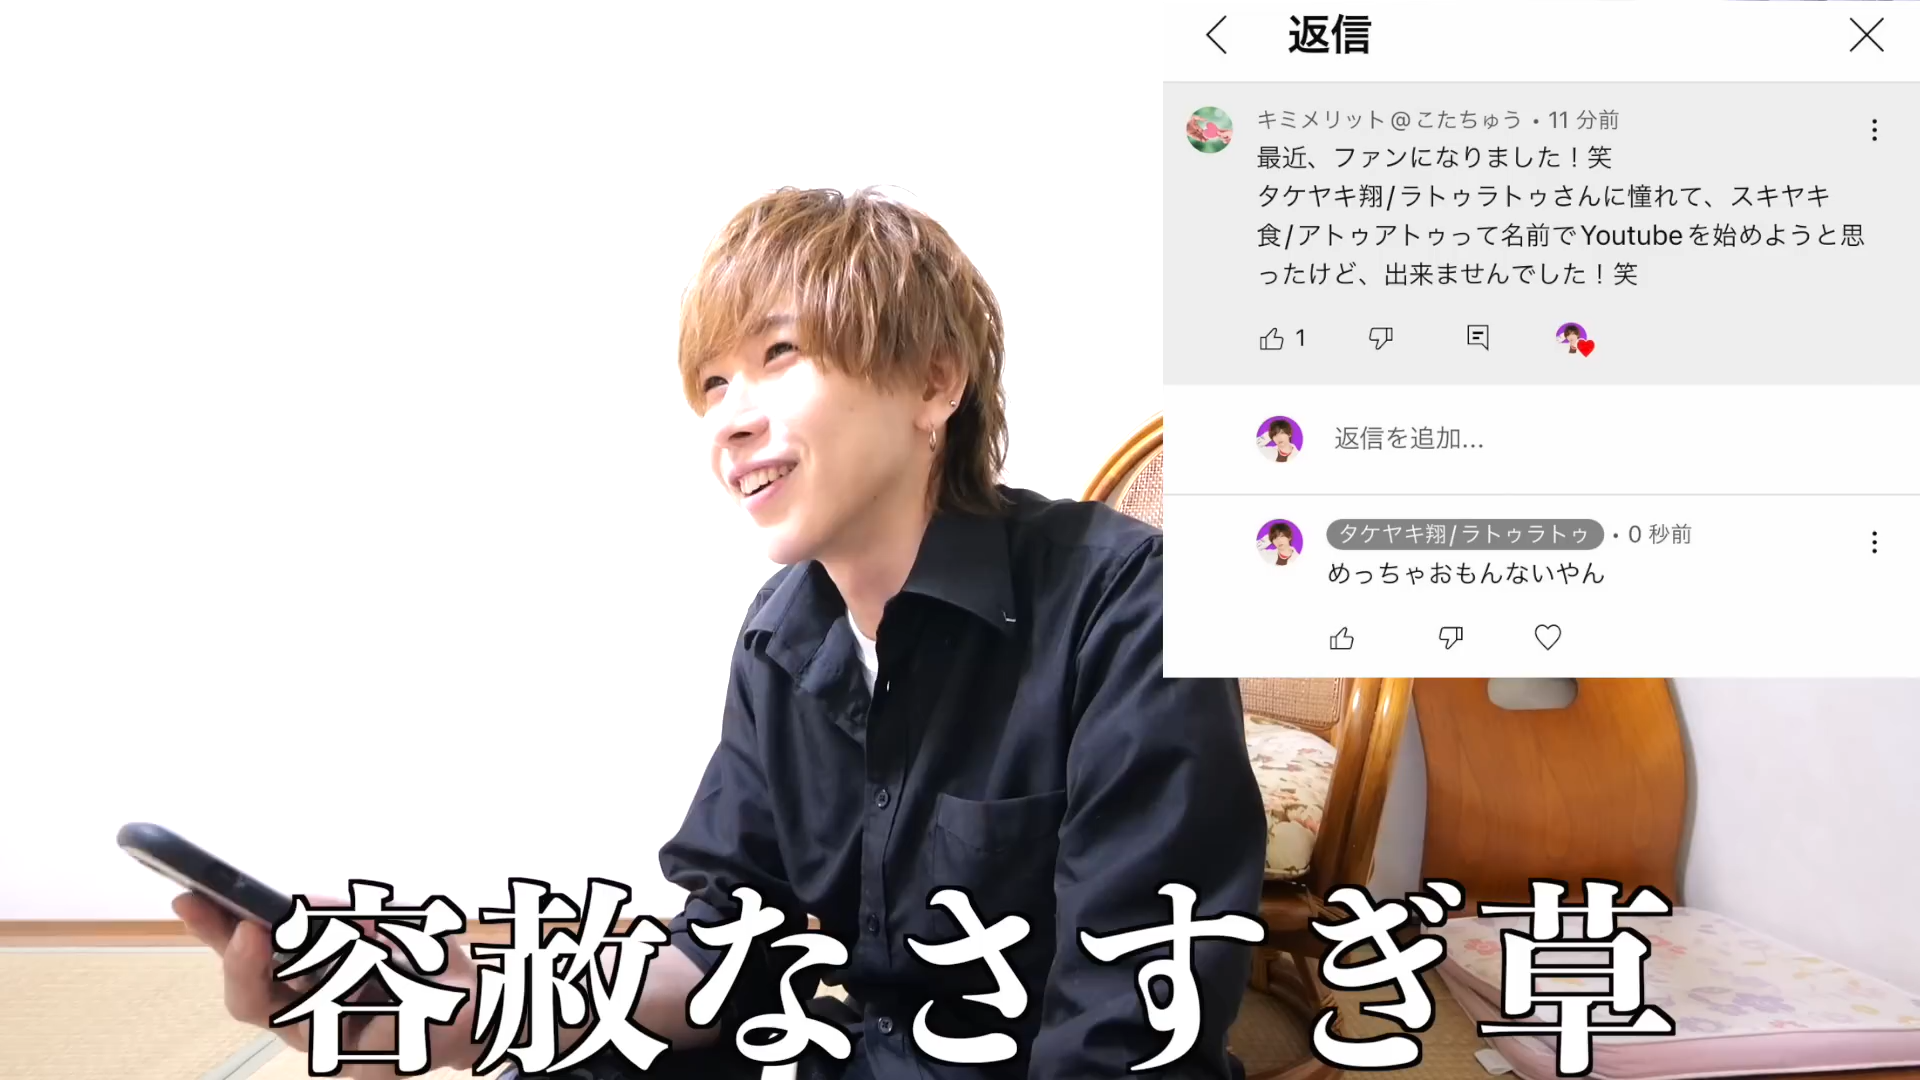 返信
キミメリット@こたちゅう・11 分前
最近、ファンになりました！笑
タケヤキ翔/ラトゥラトゥさんに憧れて、スキヤキ
食/アトゥアトゥって名前でYoutubeを始めようと思
ったけど、出来ませんでした！笑
1
返信を追加...
タケヤキ翔/ラトゥラトゥ・0 秒前
めっちゃおもんないやん
容赦なさすぎ草